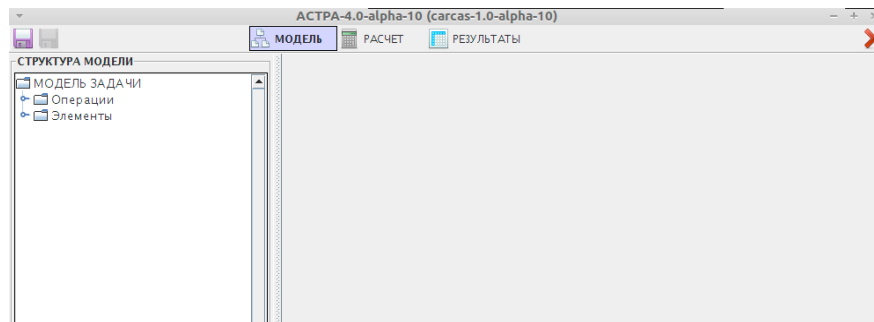 АСТРА-4.0-alpha-10 (carcas-1.0-alpha-10)
МОДЕЛЬ РАСЧЕТ РЕЗУЛЬТАТЫ
СТРУКТУРА МОДЕЛИ
МОДЕЛЬ ЗАДАЧИ
Операции
Элементы